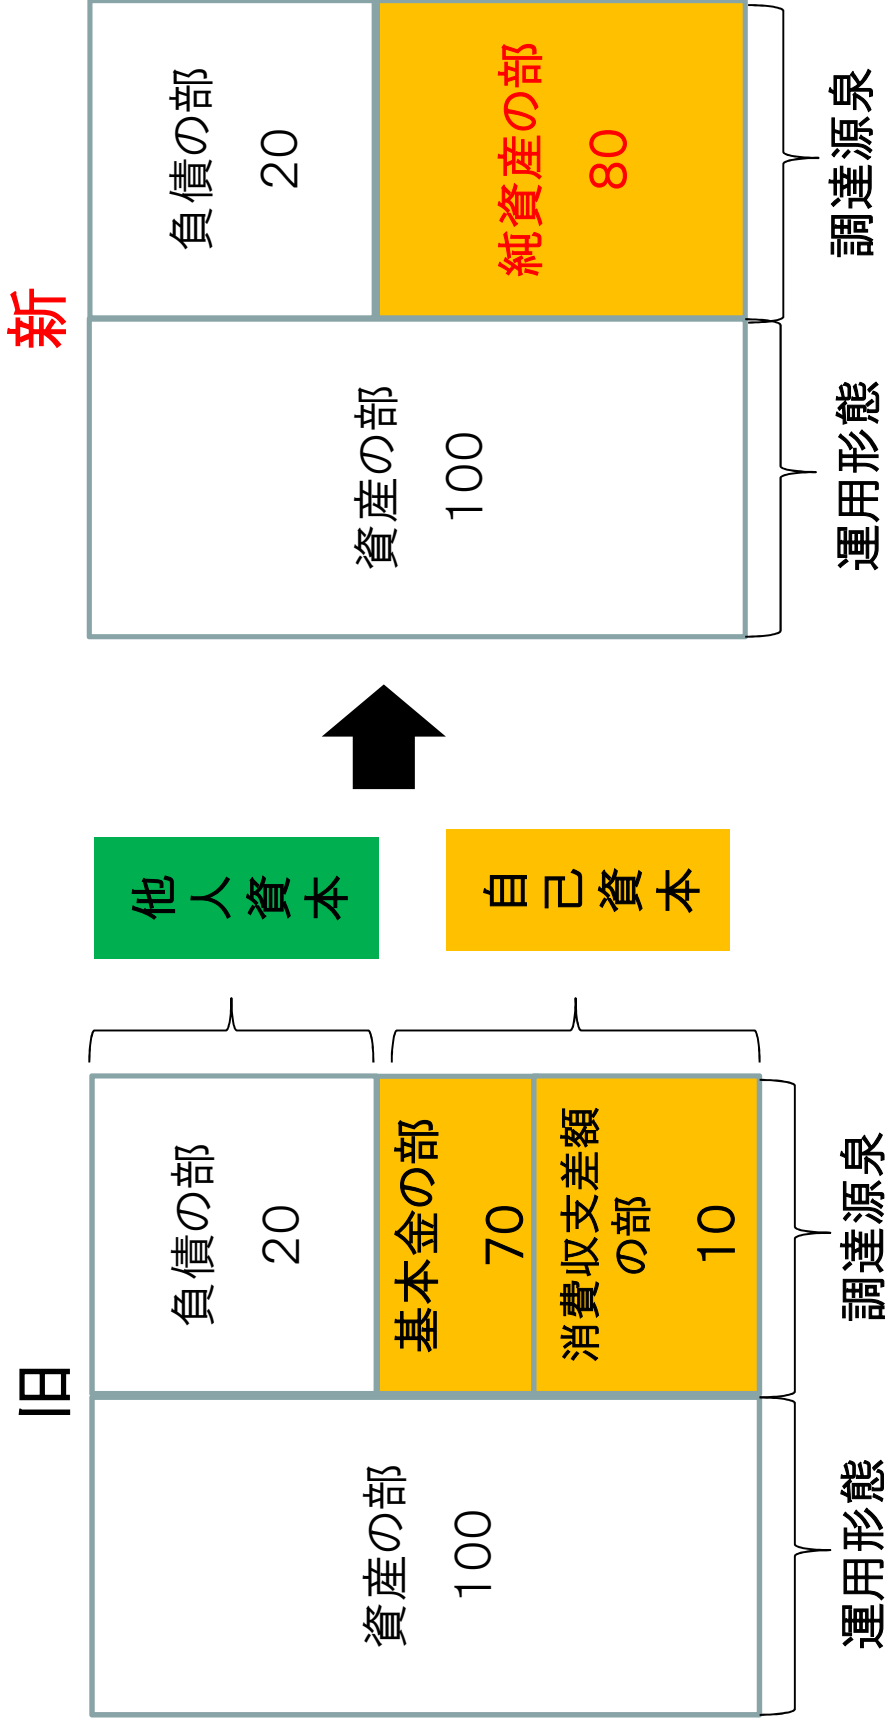 旧
資産の部
100
負債の部
20
基本金の部
70
消費収支差額
の部
10
運用形態
調達源泉
他人資本
自己資本
新
資産の部
100
負債の部
20
純資産の部
80
運用形態
調達源泉